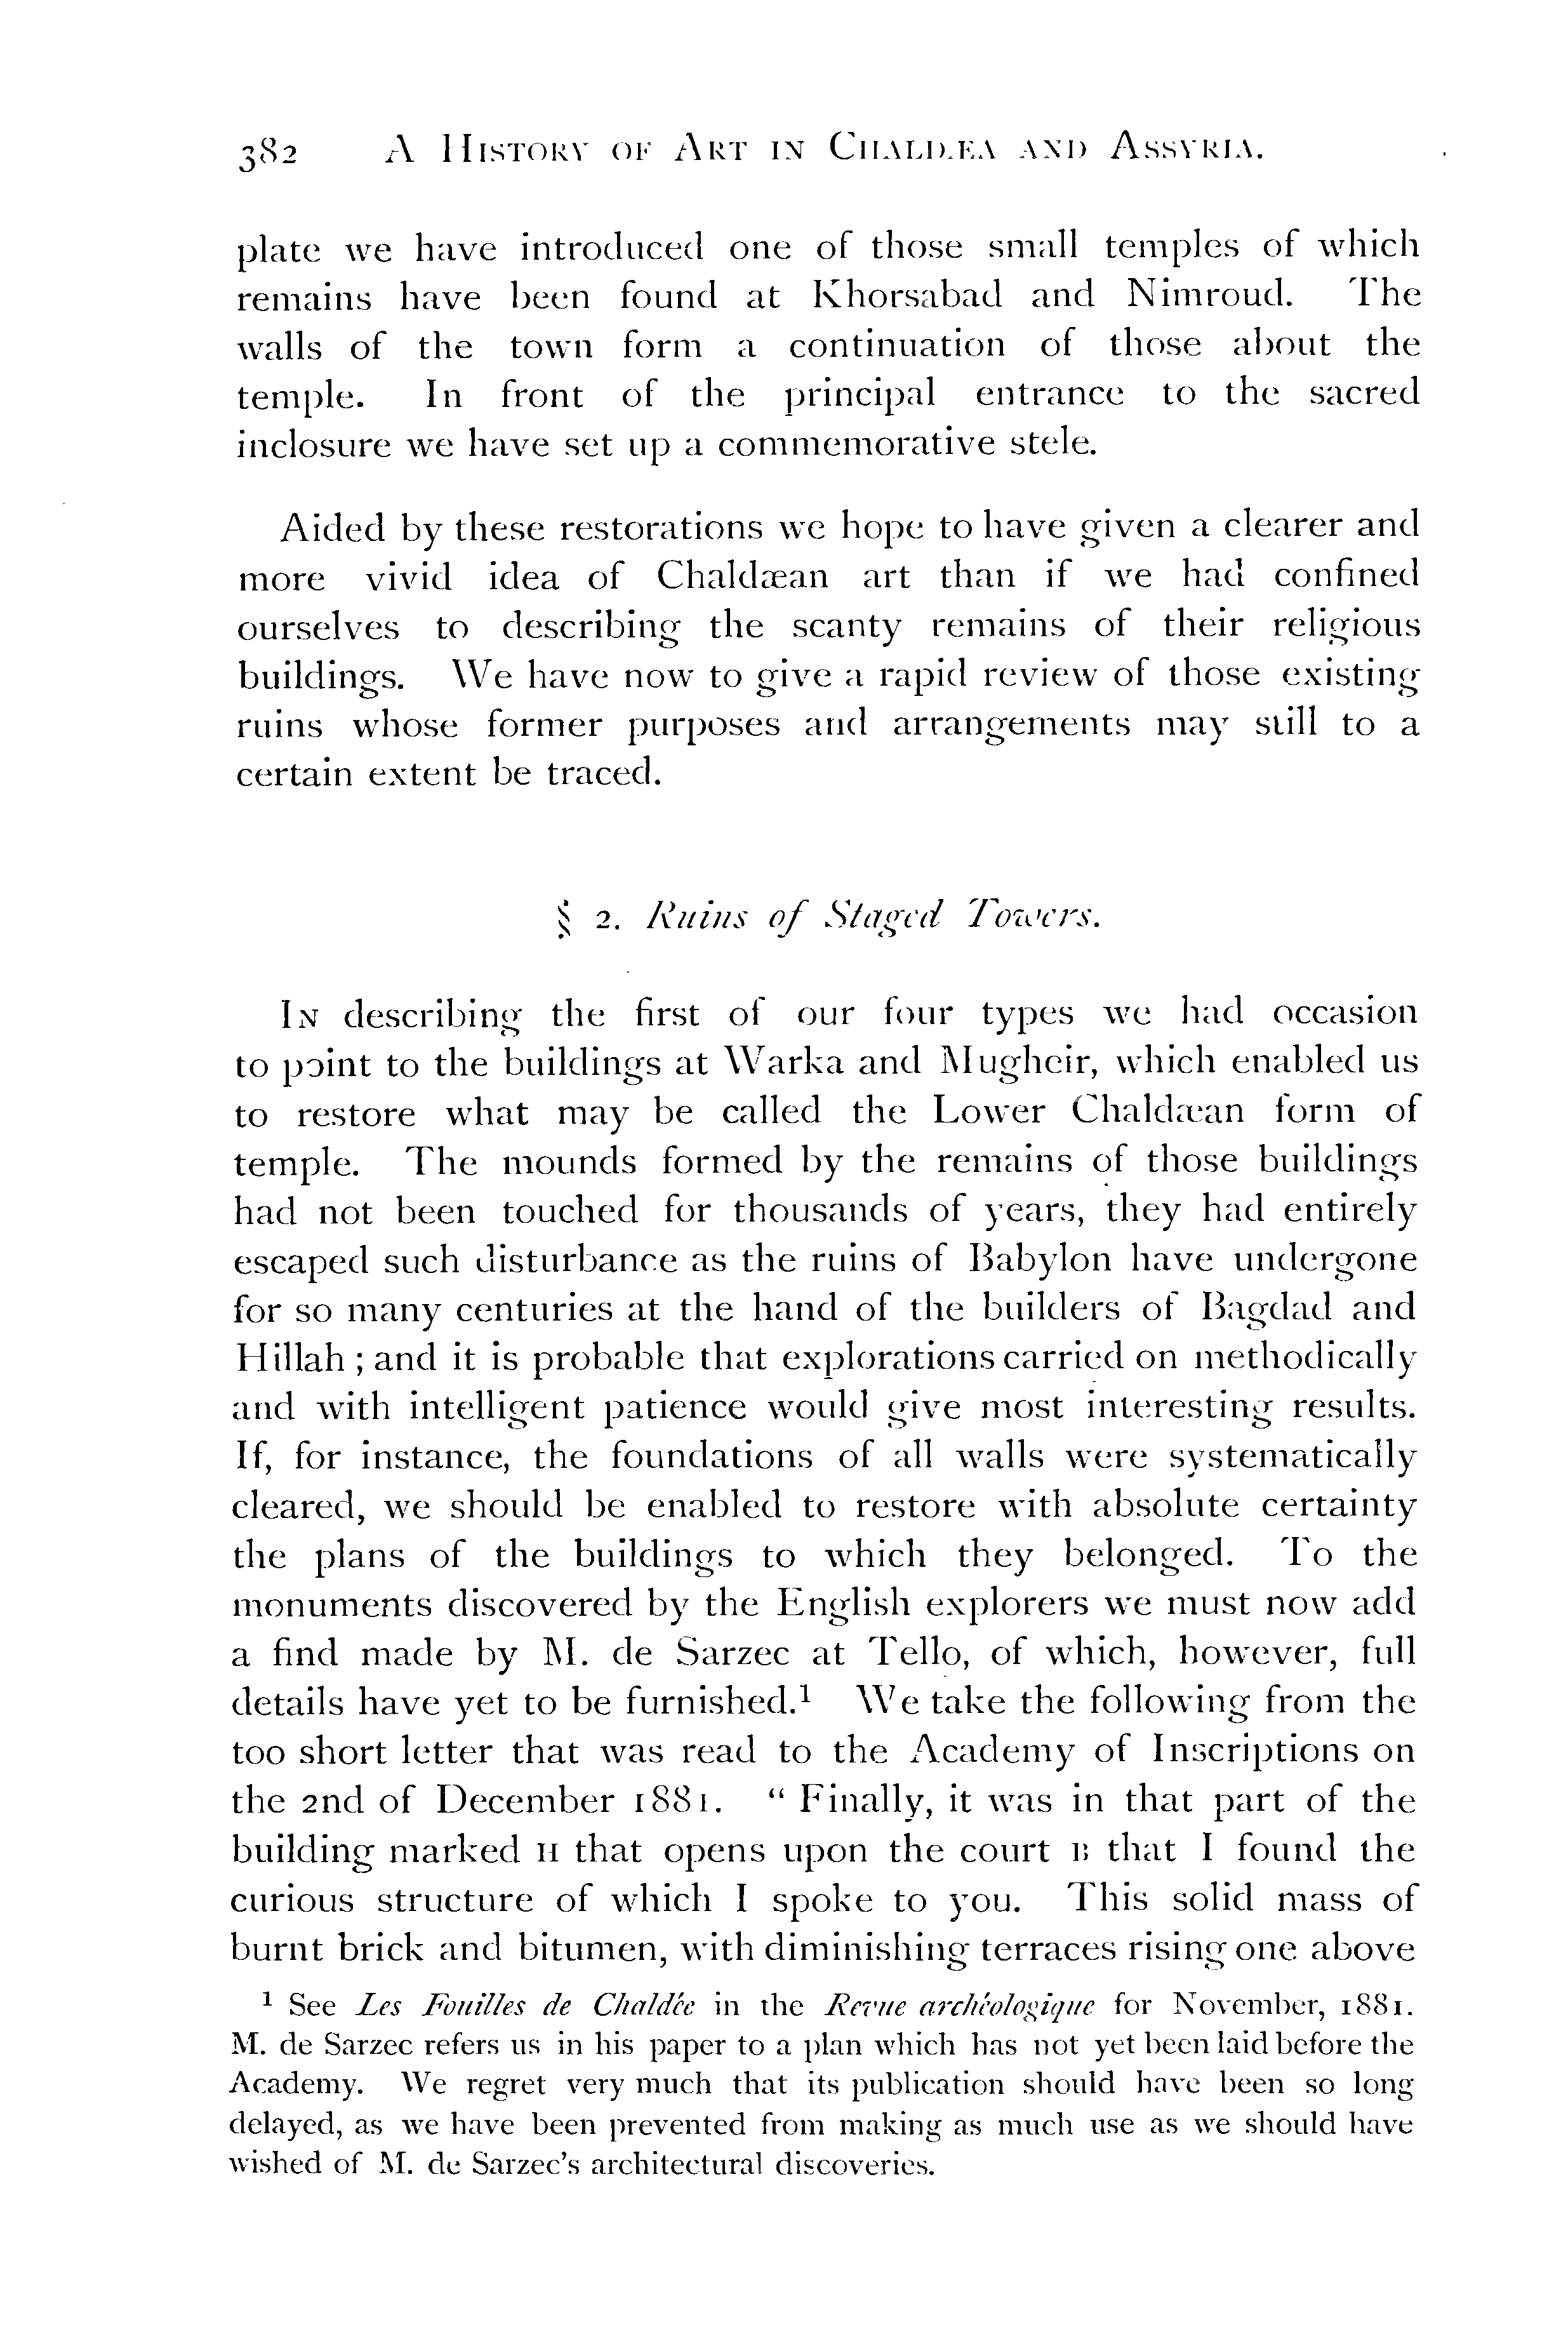 382 A History of Art in Chaldæa and Assyria.
plate we have introduced one of those small temples of which
remains have been found at Khorsabad and Nimroud. The
walls of the town form a continuation of those about the
temple. In front of the principal entrance to the sacred
inclosure we have set up a commemorative stele.
Aided by these restorations we hope to have given a clearer and
more vivid idea of Chaldæan art than if we had confined
ourselves to describing the scanty remains of their religious
buildings. We have now to give a rapid review of those existing
ruins whose former purposes and arrangements may still to a
certain extent be traced.
§ 2. Ruins of Staged Towers.
In describing the first of our four types we had occasion
to point to the buildings at Warka and Mugheir, which enabled us
to restore what may be called the Lower Chaldæan form of
temple. The mounds formed by the remains of those buildings
had not been touched for thousands of years, they had entirely
escaped such disturbance as the ruins of Babylon have undergone
for so many centuries at the hand of the builders of Bagdad and
Hillah ; and it is probable that explorations carried on methodically
and with intelligent patience would give most interesting results.
If, for instance, the foundations of all walls were systematically
cleared, we should be enabled to restore with absolute certainty
the plans of the buildings to which they belonged. To the
monuments discovered by the English explorers we must now add
a find made by M. de Sarzec at Tello, of which, however, full
details have yet to be furnished.¹ We take the following from the
too short letter that was read to the Academy of Inscriptions on
the 2nd of December 1881. “ Finally, it was in that part of the
building marked H that opens upon the court B that I found the
curious structure of which I spoke to you. This solid mass of
burnt brick and bitumen, with diminishing terraces rising one above
¹ See Les Fouilles de Chaldée in the Revue archéologique for November, 1881.
M. de Sarzec refers us in his paper to a plan which has not yet been laid before the
Academy. We regret very much that its publication should have been so long
delayed, as we have been prevented from making as much use as we should have
wished of M. de Sarzec’s architectural discoveries.